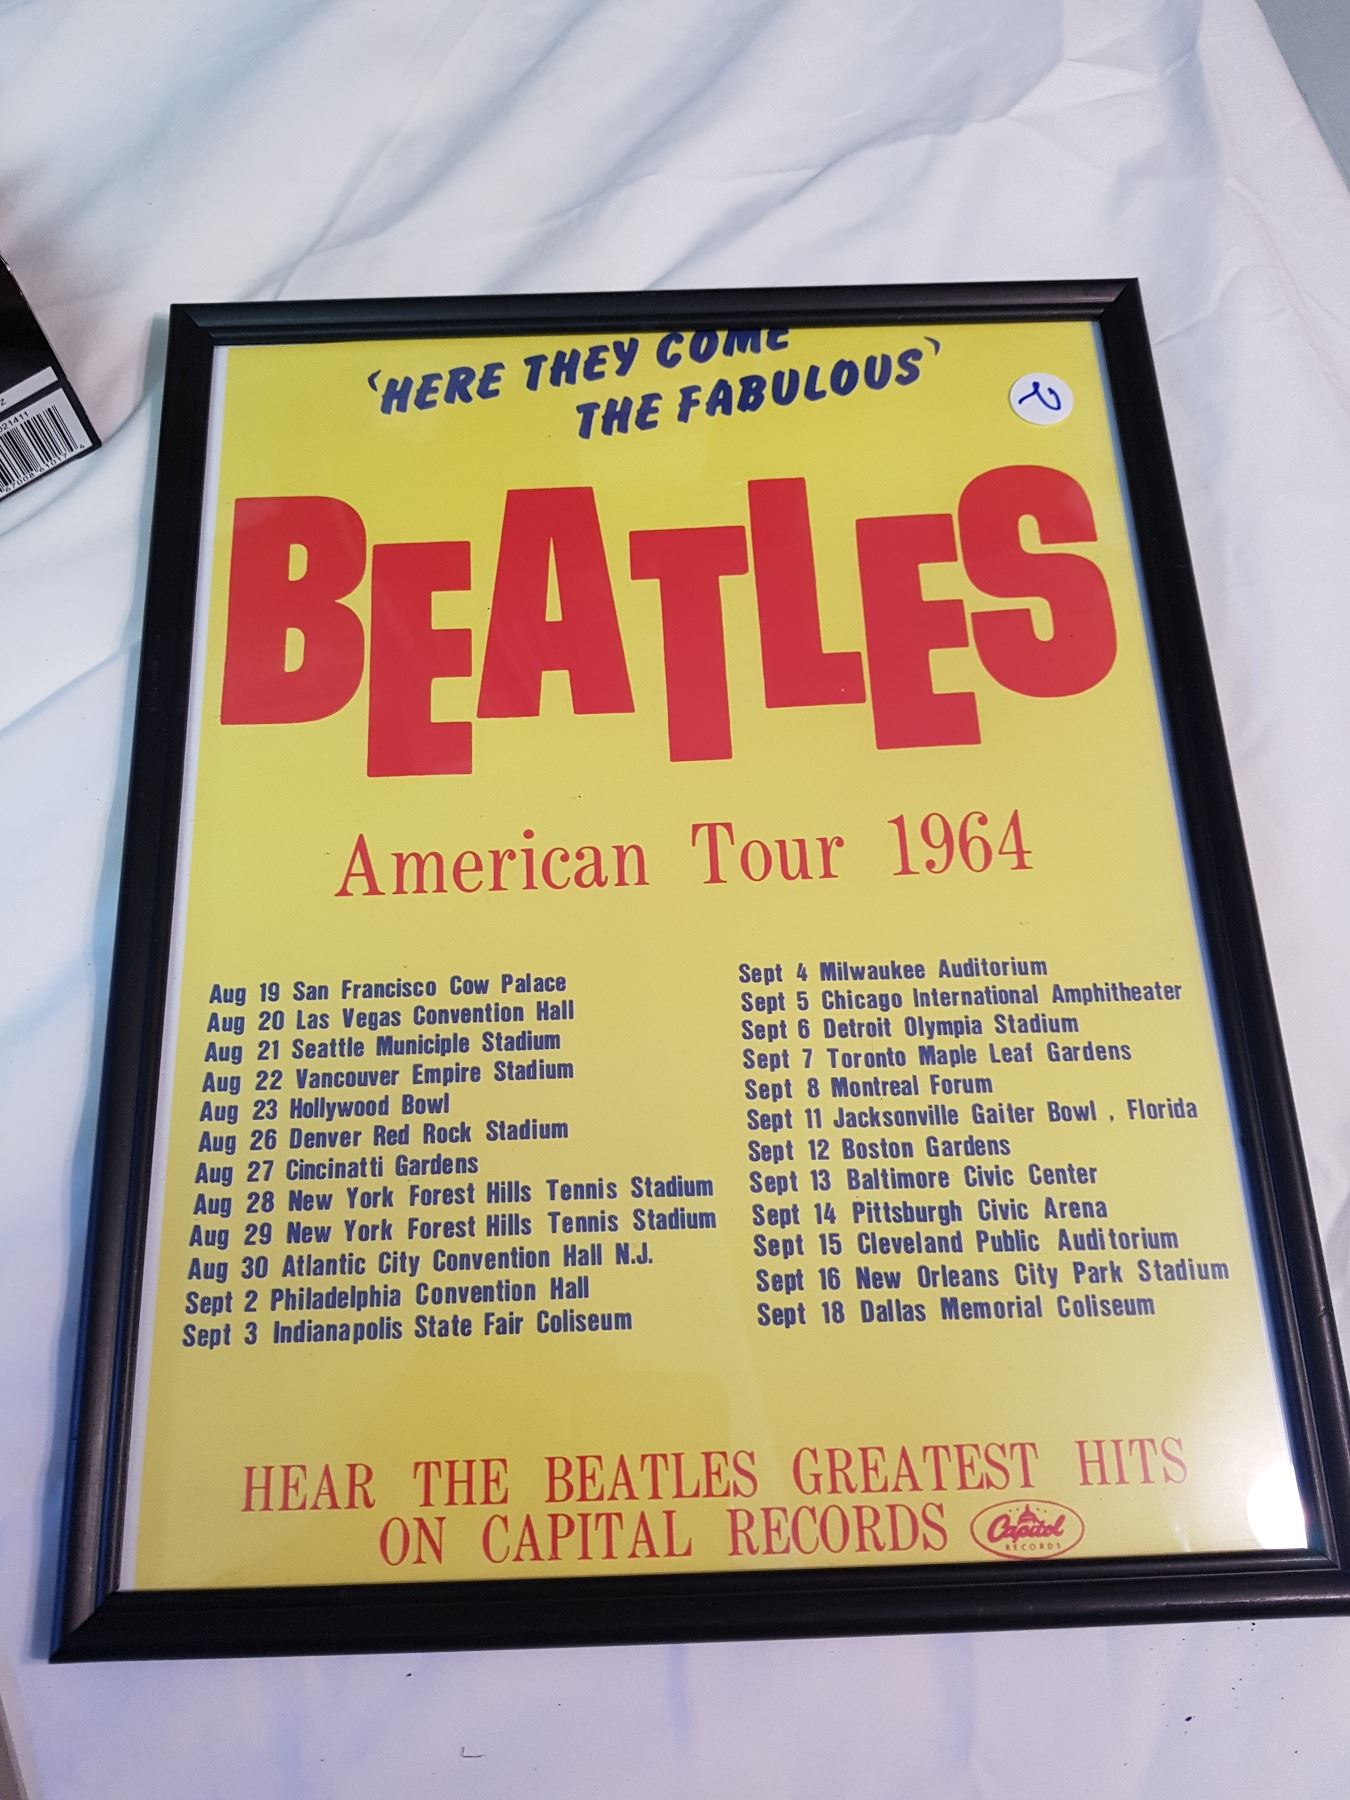 'HERE THEY COME
THE FABULOUS'
2
BEATLES
American Tour 1964
Aug 19 San Francisco Cow Palace
Aug 20 Las Vegas Convention Hall
Aug 21 Seattle Municiple Stadium
Aug 22 Vancouver Empire Stadium
Aug 23 Hollywood Bowl
Aug 26 Denver Red Rock Stadium
Aug 27 Cincinatti Gardens
Aug 28 New York Forest Hills Tennis Stadium
Aug 29 New York Forest Hills Tennis Stadium
Aug 30 Atlantic City Convention Hall N.J.
Sept 2 Philadelphia Convention Hall
Sept 3 Indianapolis State Fair Coliseum
Sept 4 Milwaukee Auditorium
Sept 5 Chicago International Amphitheater
Sept 6 Detroit Olympia Stadium
Sept 7 Toronto Maple Leaf Gardens
Sept 8 Montreal Forum
Sept 11 Jacksonville Gaiter Bowl , Florida
Sept 12 Boston Gardens
Sept 13 Baltimore Civic Center
Sept 14 Pittsburgh Civic Arena
Sept 15 Cleveland Public Auditorium
Sept 16 New Orleans City Park Stadium
Sept 18 Dallas Memorial Coliseum
HEAR THE BEATLES GREATEST HITS
ON CAPITAL RECORDS
Capitol
RECORDS